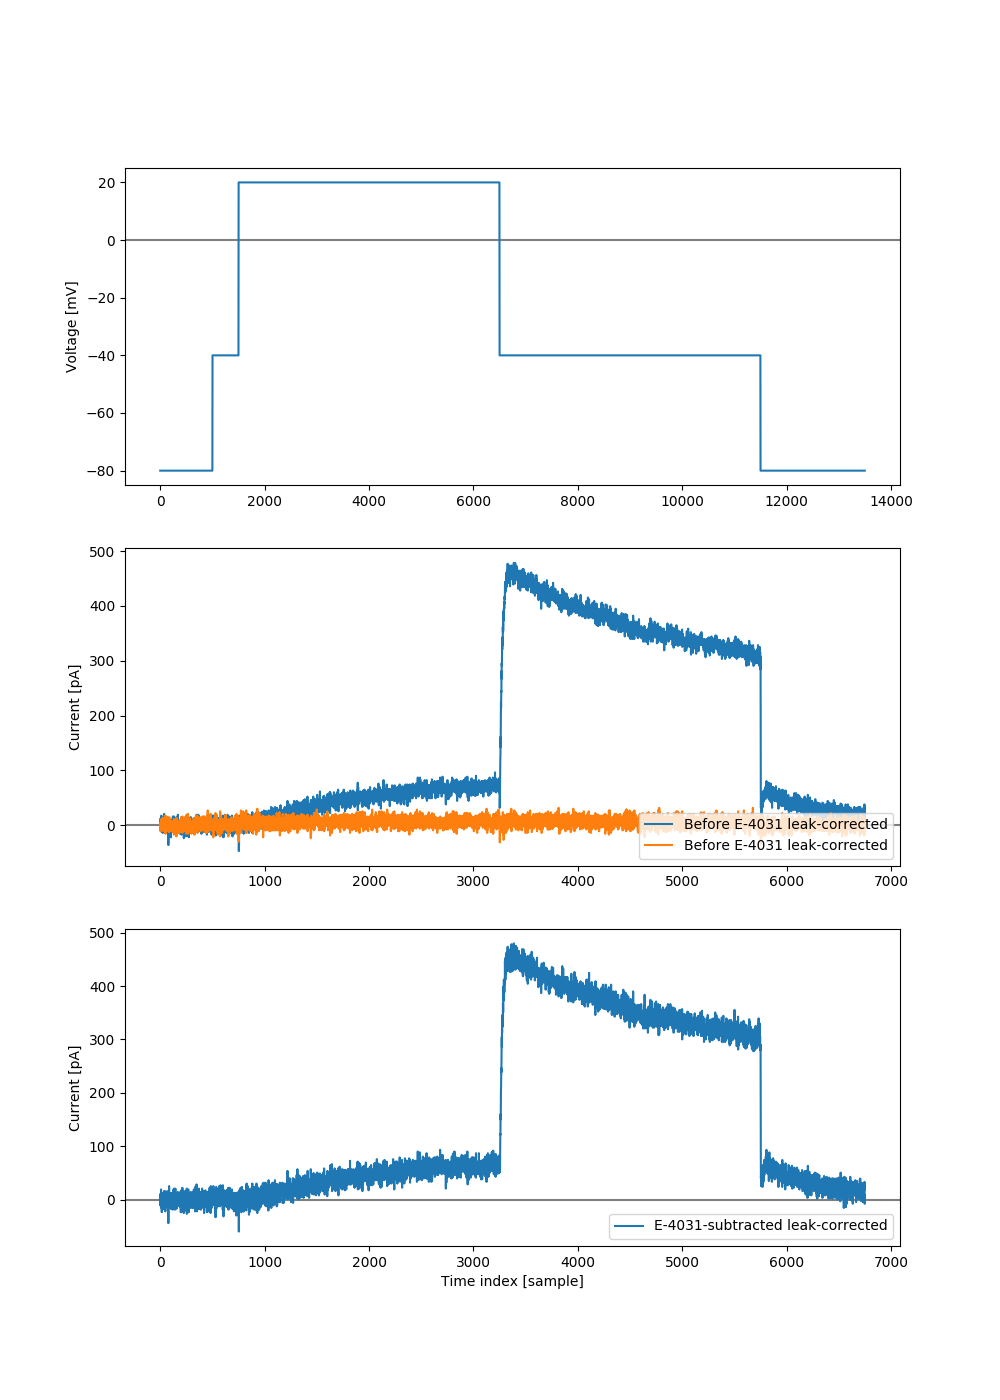 20
0
−20
−40
−60
−80
Voltage [mV]
0 2000 4000 6000 8000 10000 12000 14000
500
400
300
200
100
0
Current [pA]
Before E-4031 leak-corrected
Before E-4031 leak-corrected
0 1000 2000 3000 4000 5000 6000 7000
500
400
300
200
100
0
Current [pA]
E-4031-subtracted leak-corrected
0 1000 2000 3000 4000 5000 6000 7000
Time index [sample]